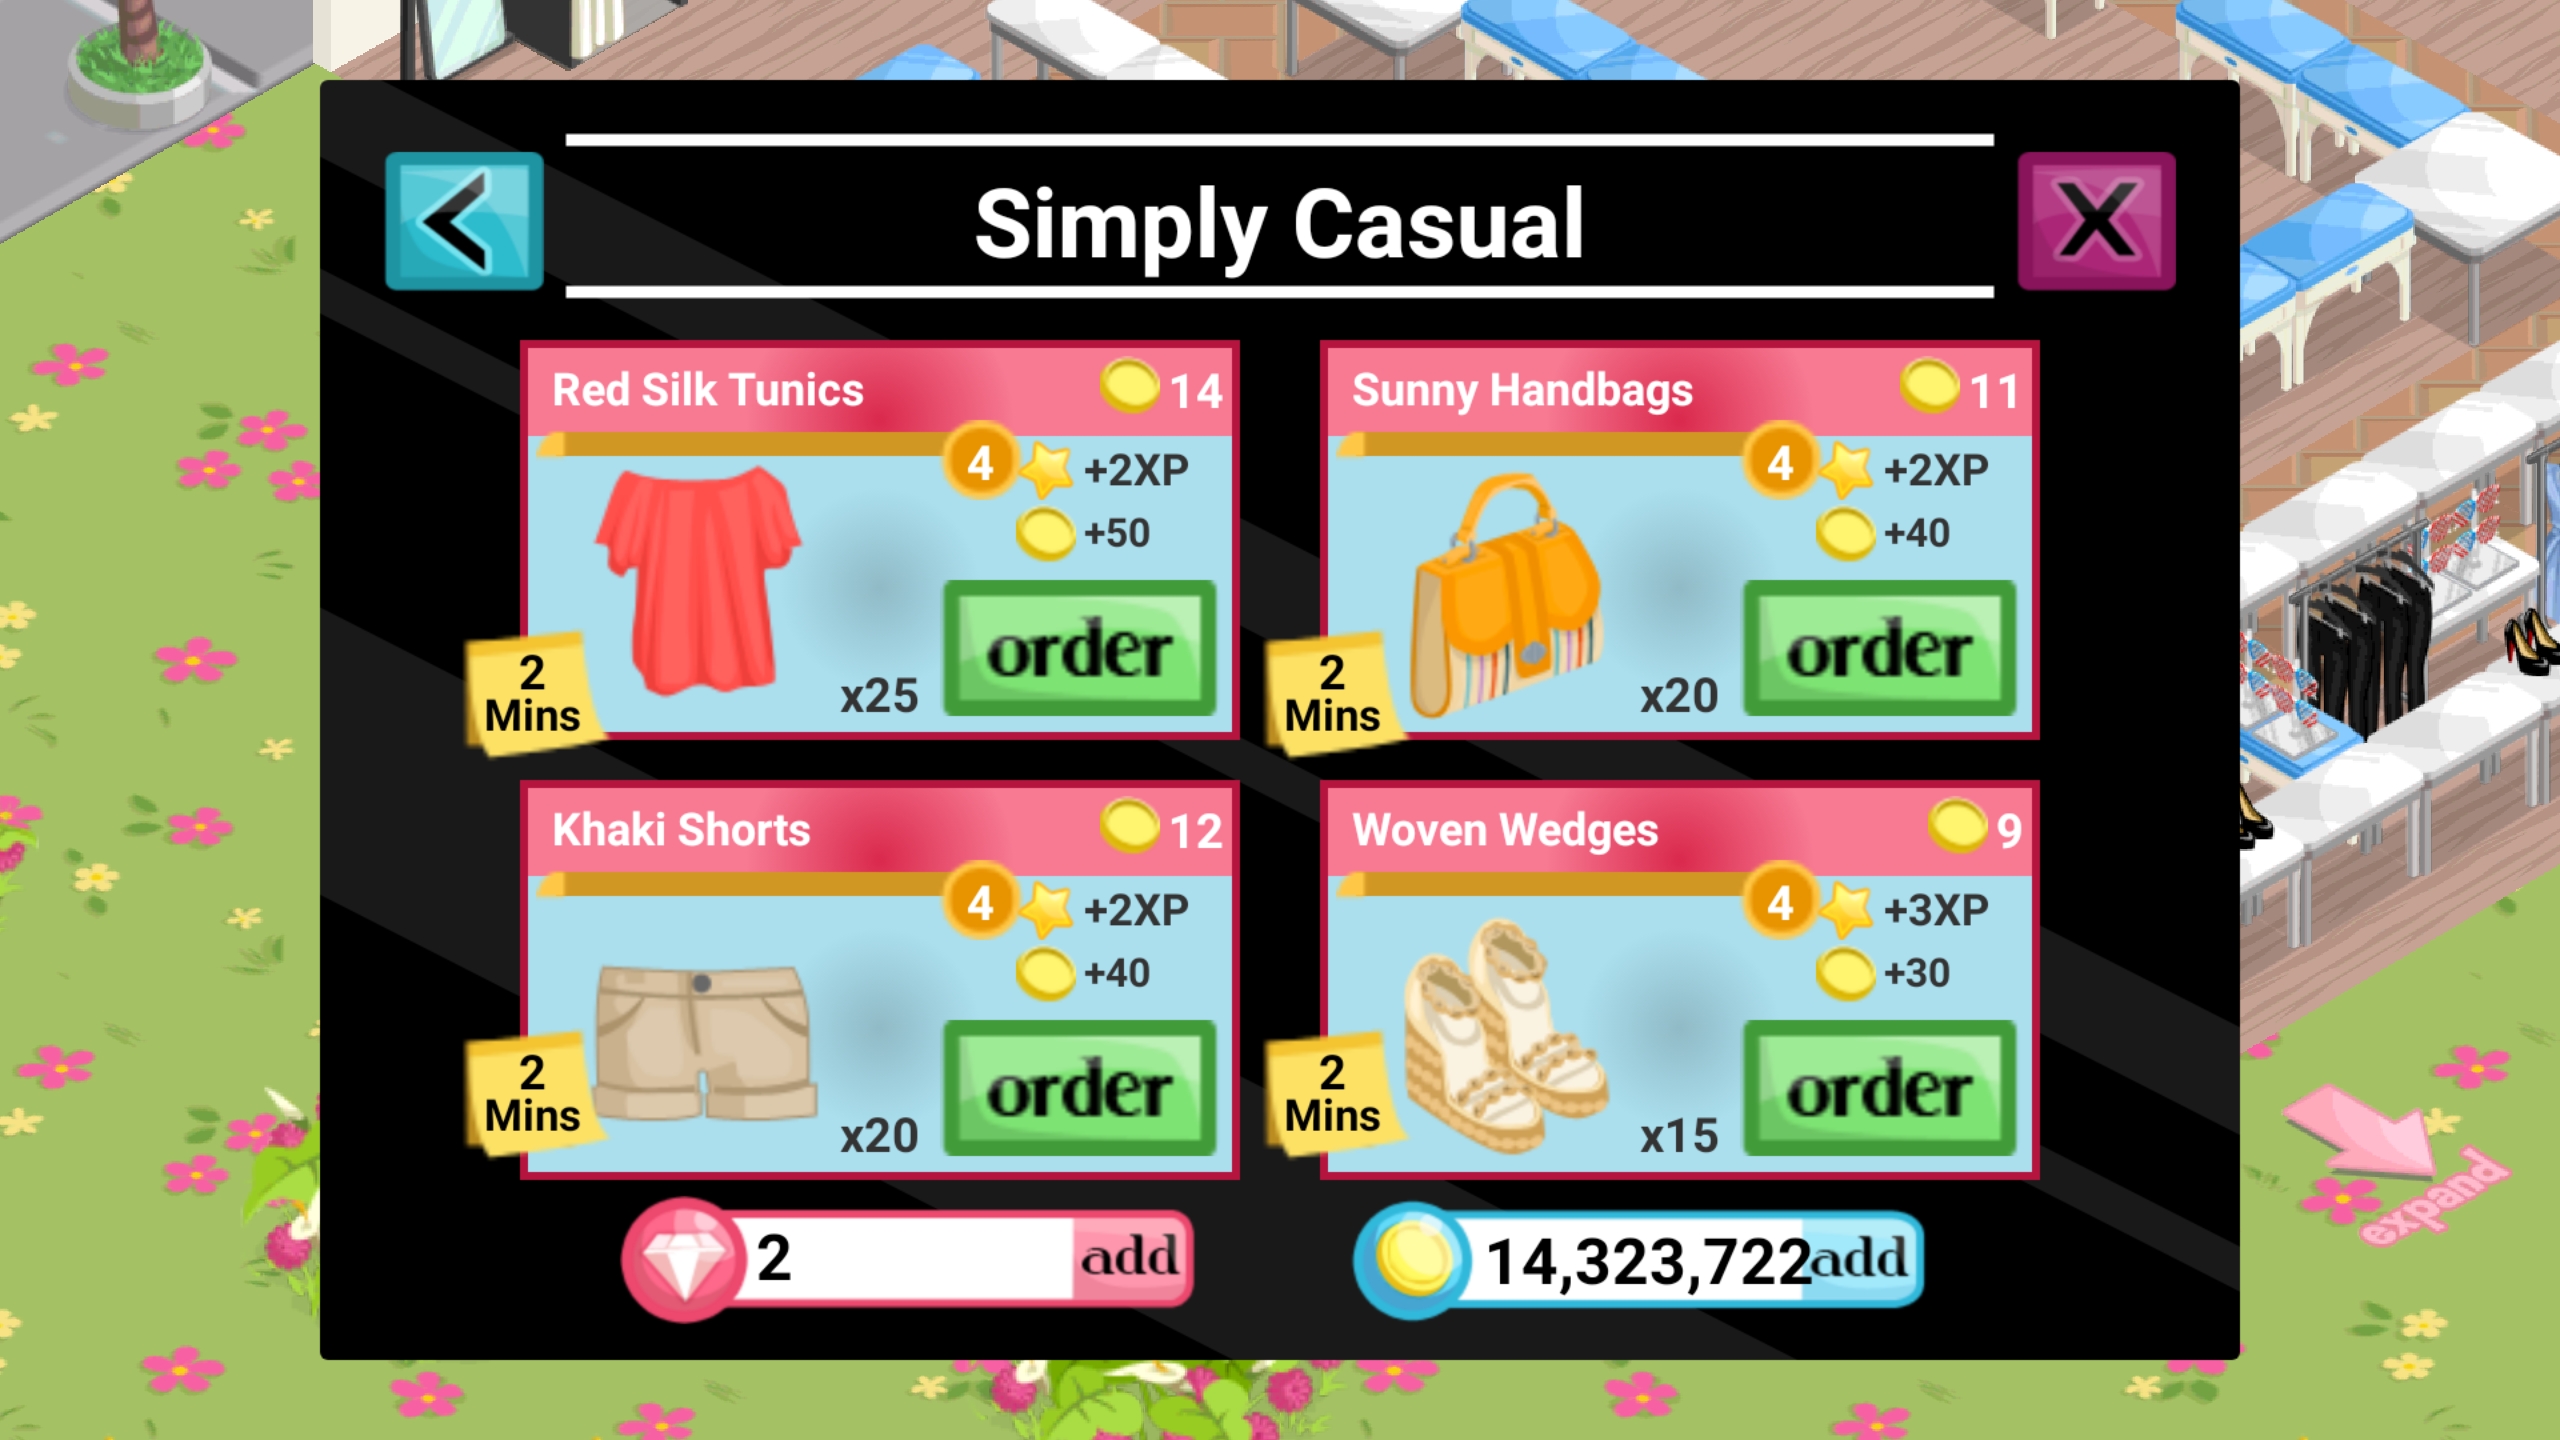 Simply Casual
X
Red Silk Tunics 14
4 +2XP
+50
2
Mins
x25
order
Sunny Handbags 11
4 +2XP
+40
2
Mins
x20
order
Khaki Shorts 12
4 +2XP
+40
2
Mins
x20
order
Woven Wedges 9
4 +3XP
+30
2
Mins
x15
order
2 add
14,323,722 add
expand